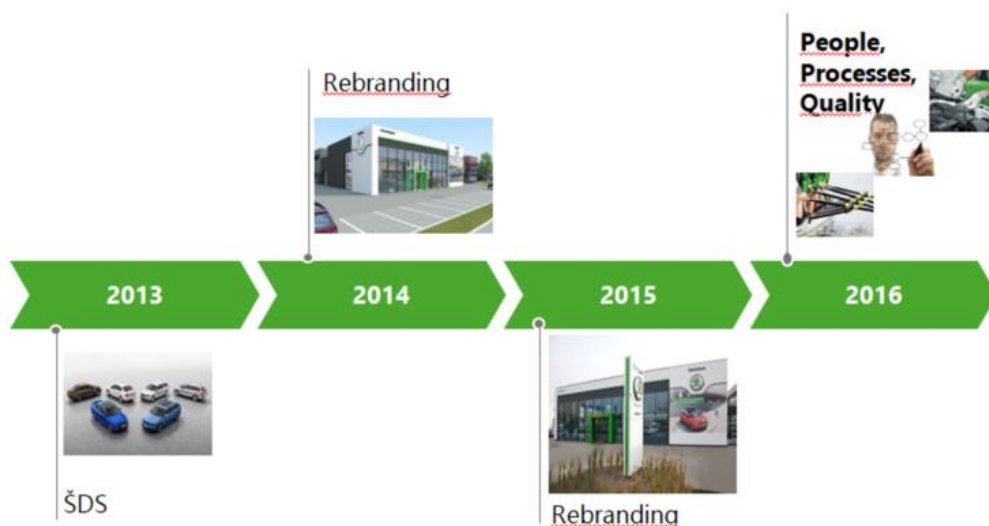 People,
Processes,
Quality
Rebranding
2013
2014
2015
2016
ŠDS
Rebranding